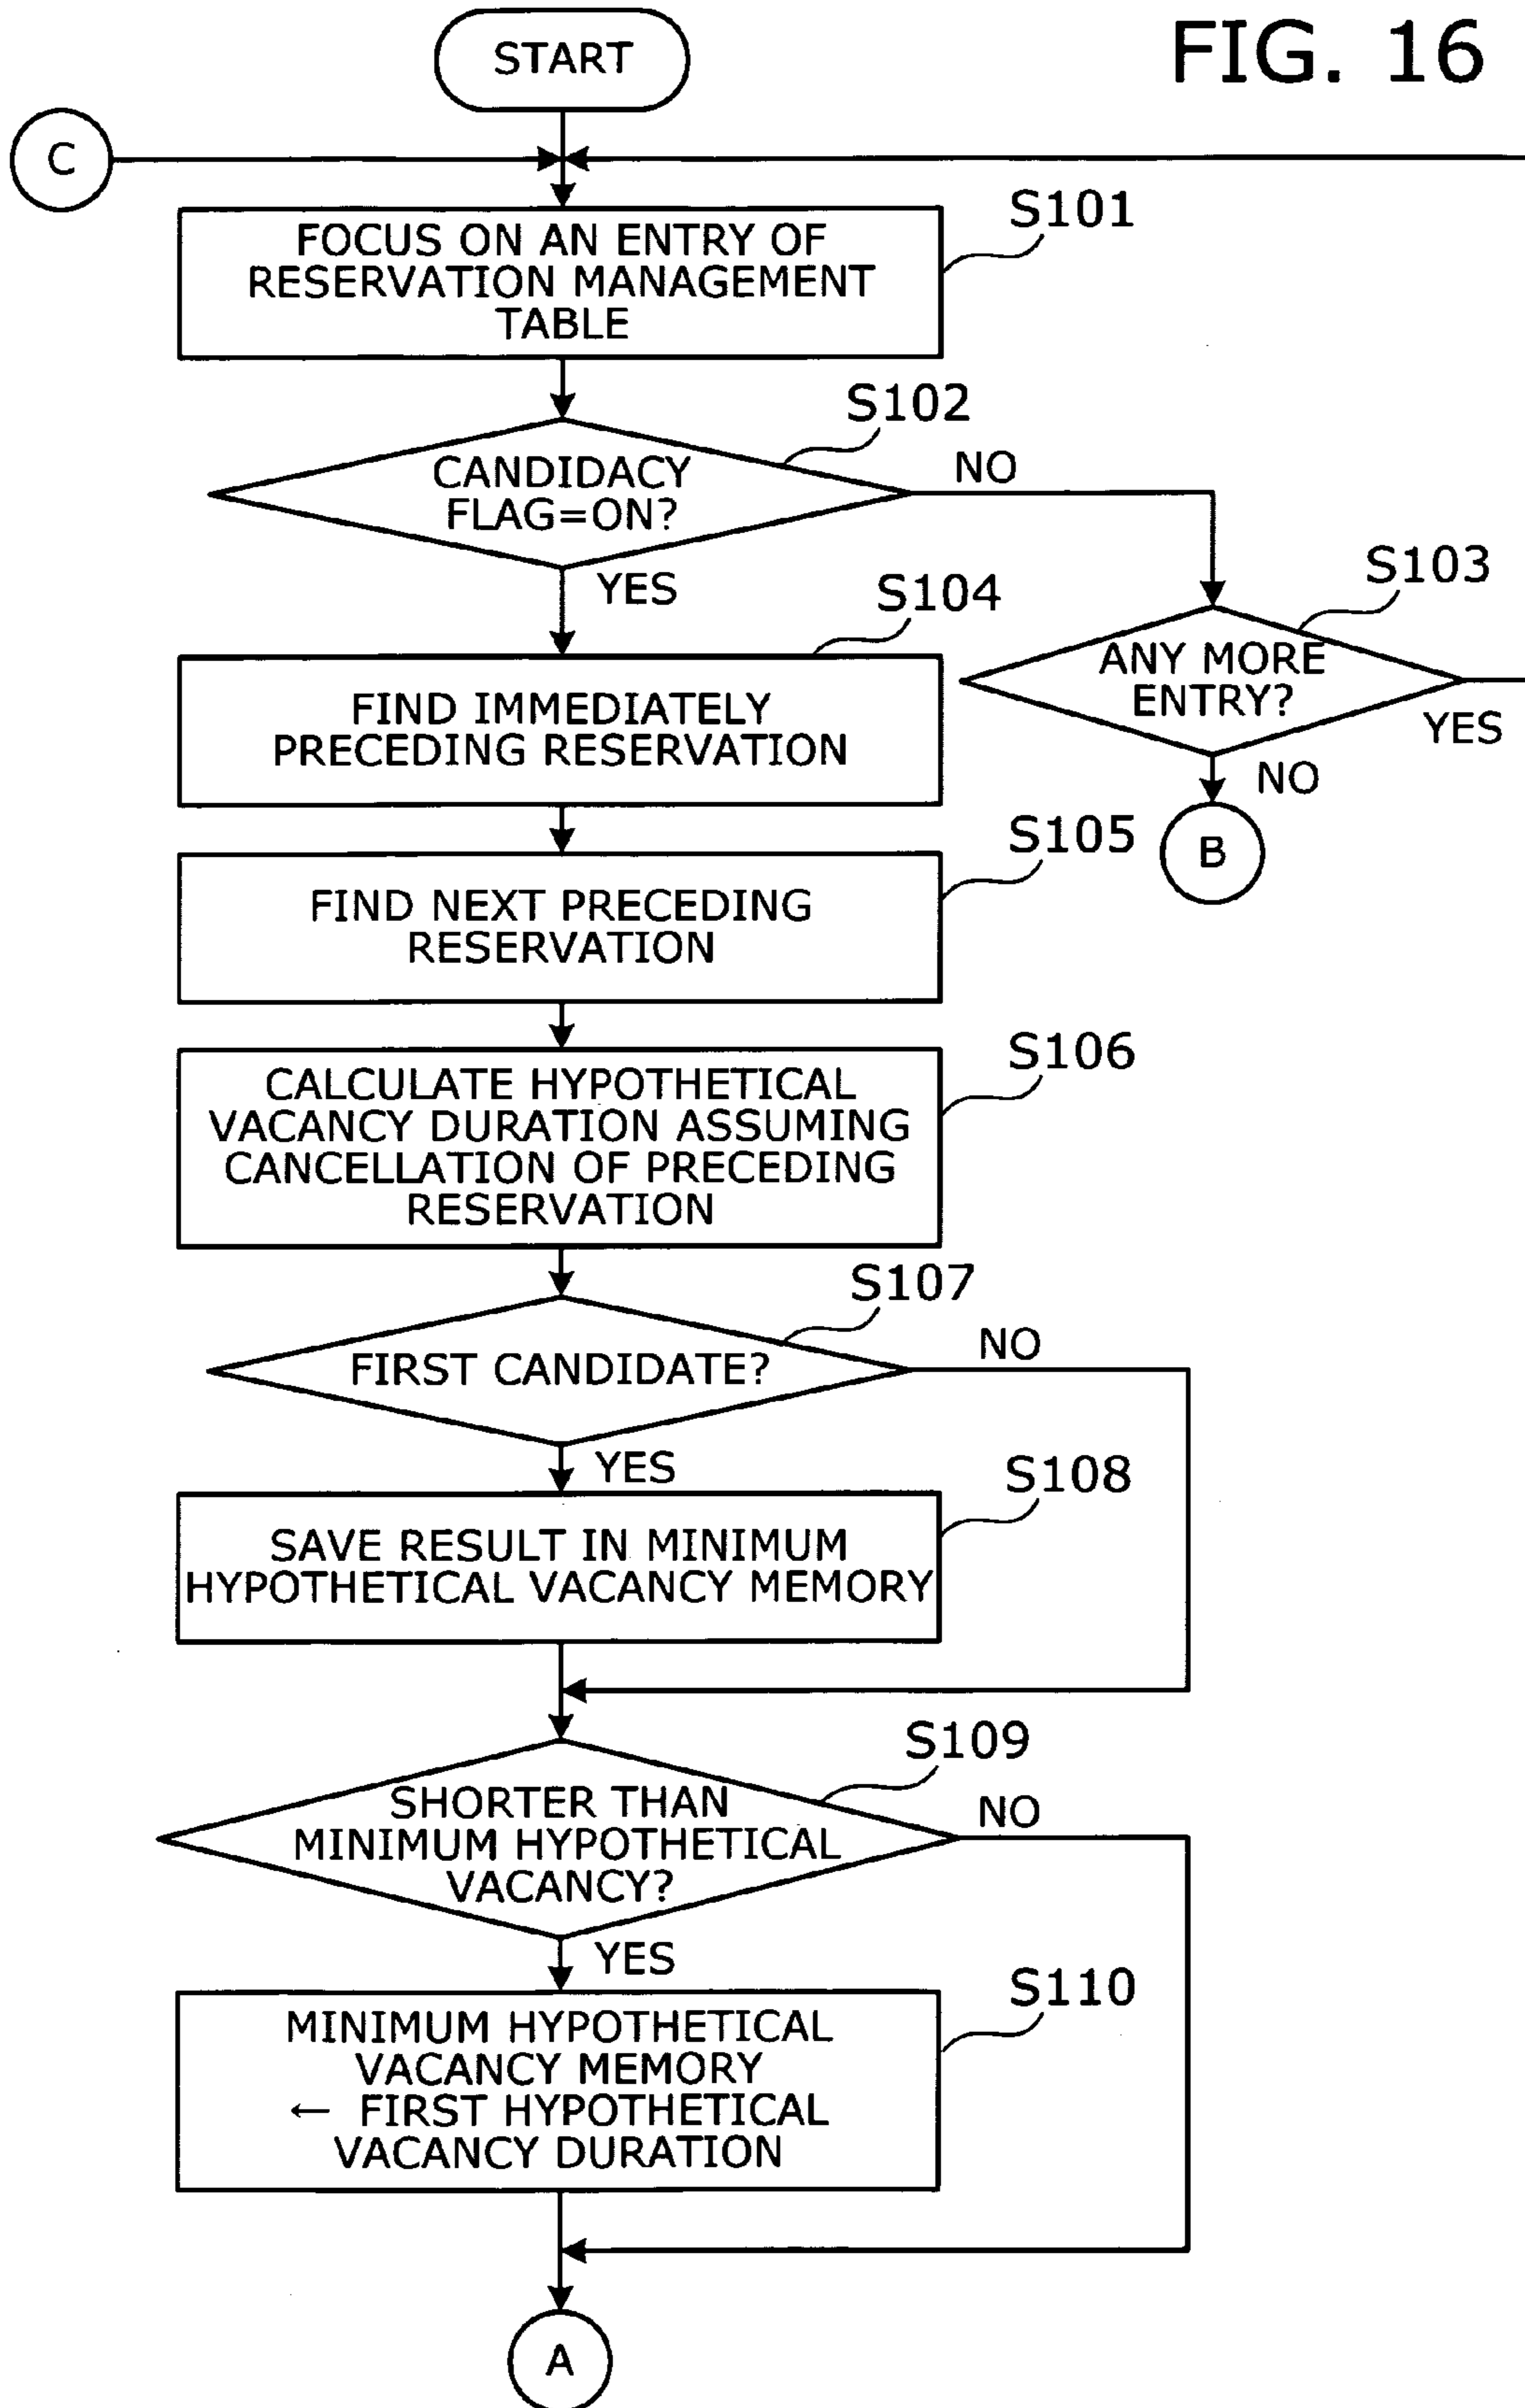 FIG. 16
START
C
S101
FOCUS ON AN ENTRY OF
RESERVATION MANAGEMENT
TABLE
S102
CANDIDACY
FLAG=ON?
NO
YES
S103
ANY MORE
ENTRY?
YES
NO
B
S104
FIND IMMEDIATELY
PRECEDING RESERVATION
S105
FIND NEXT PRECEDING
RESERVATION
S106
CALCULATE HYPOTHETICAL
VACANCY DURATION ASSUMING
CANCELLATION OF PRECEDING
RESERVATION
S107
FIRST CANDIDATE?
NO
YES
S108
SAVE RESULT IN MINIMUM
HYPOTHETICAL VACANCY MEMORY
S109
SHORTER THAN
MINIMUM HYPOTHETICAL
VACANCY?
NO
YES
S110
MINIMUM HYPOTHETICAL
VACANCY MEMORY
← FIRST HYPOTHETICAL
VACANCY DURATION
A